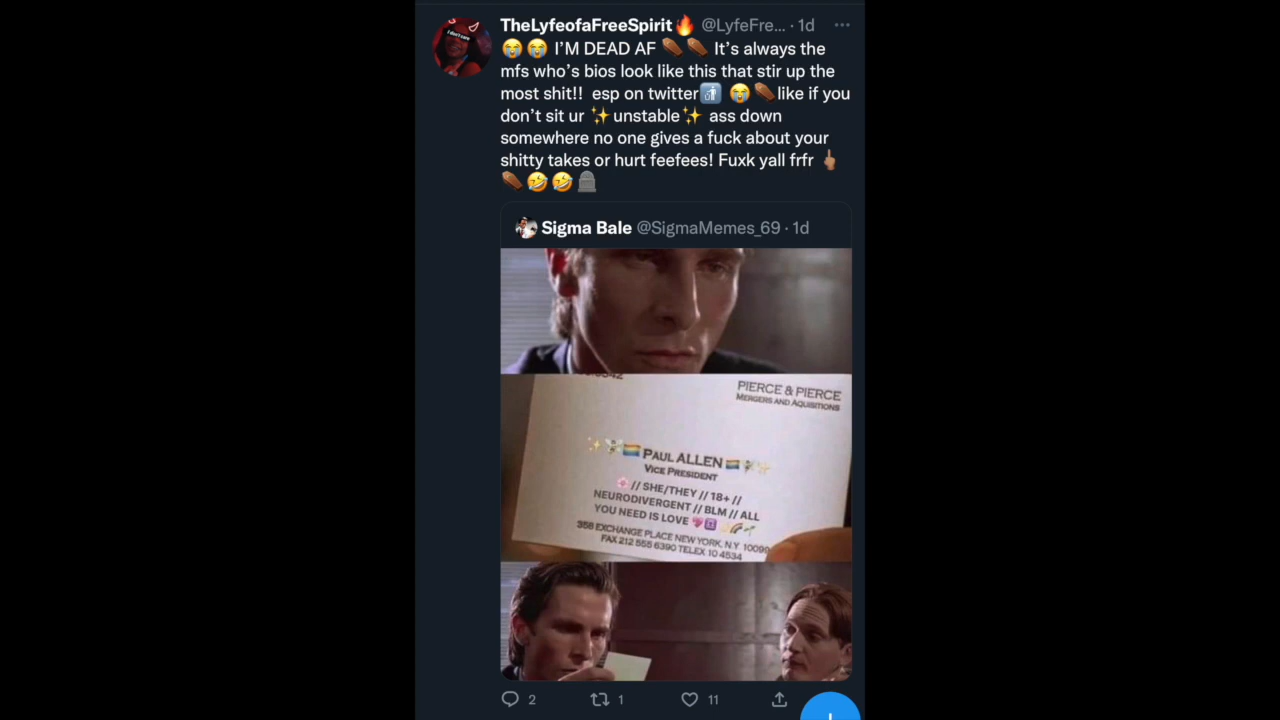 TheLyfeofaFreeSpirit🔥 @LyfeFre... · 1d
😭😭 I'M DEAD AF ⚰️⚰️ It's always the
mfs who's bios look like this that stir up the
most shit!! esp on twitter🚮 😭⚰️like if you
don't sit ur ✨unstable✨ ass down
somewhere no one gives a fuck about your
shitty takes or hurt feefees! Fuxk yall frfr 🖕🏽
⚰️🤣🤣🪦
Sigma Bale @SigmaMemes_69 · 1d
PIERCE & PIERCE
MERGERS AND AQUISITIONS
✨🧚🏳️‍🌈PAUL ALLEN🏳️‍🌈🧚✨
VICE PRESIDENT
🌸// SHE/THEY // 18+ //
NEURODIVERGENT // BLM // ALL
YOU NEED IS LOVE
358 EXCHANGE PLACE NEW YORK, N.Y 10099
FAX 212 555 6390 TELEX 10 4534
2 1 11